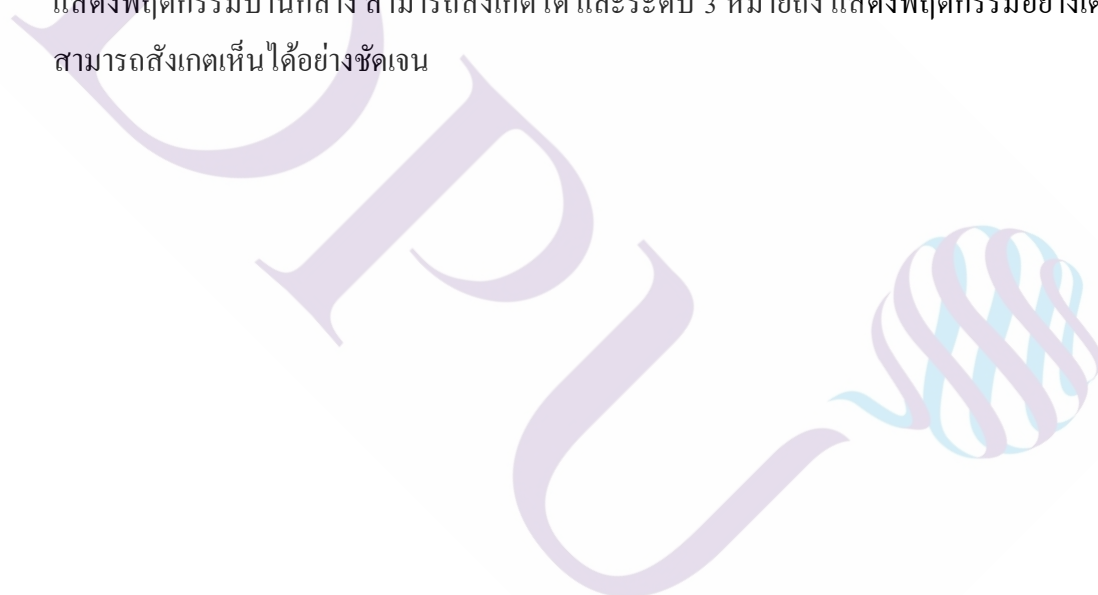 แสดงพฤติกรรมปานกลาง สามารถสังเกตได้ และระดับ 3 หมายถึง แสดงพฤติกรรมอย่าง
สามารถสังเกตเห็นได้อย่างชัดเจน
DPU